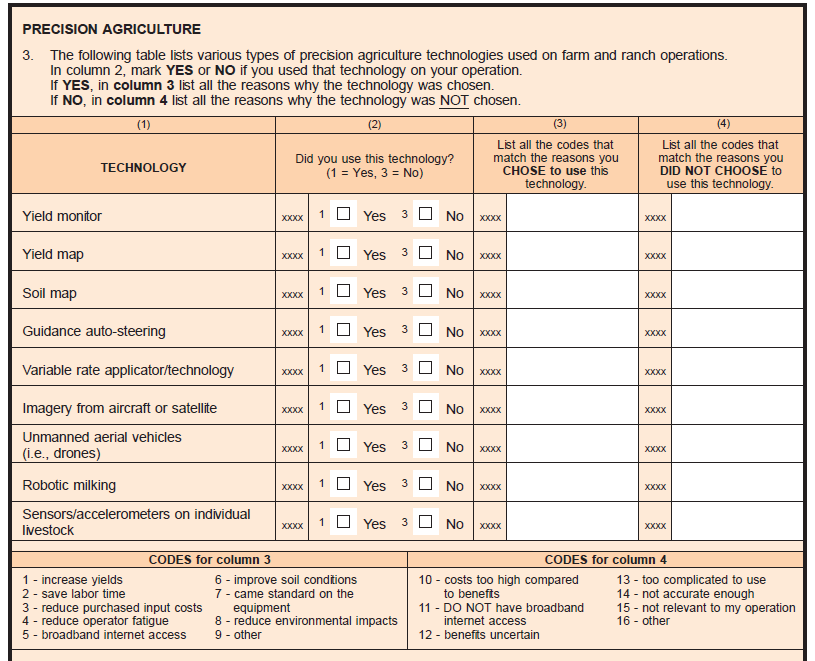 PRECISION AGRICULTURE
3. The following table lists various types of precision agriculture technologies used on farm and ranch operations.
In column 2, mark YES or NO if you used that technology on your operation.
If YES, in column 3 list all the reasons why the technology was chosen.
If NO, in column 4 list all the reasons why the technology was NOT chosen.
(1) (2) (3) (4)
TECHNOLOGY
Did you use this technology?
(1 = Yes, 3 = No)
List all the codes that
match the reasons you
CHOSE to use this
technology.
List all the codes that
match the reasons you
DID NOT CHOOSE to
use this technology.
Yield monitor xxxx 1 Yes 3 No xxxx xxxx
Yield map xxxx 1 Yes 3 No xxxx xxxx
Soil map xxxx 1 Yes 3 No xxxx xxxx
Guidance auto-steering xxxx 1 Yes 3 No xxxx xxxx
Variable rate applicator/technology xxxx 1 Yes 3 No xxxx xxxx
Imagery from aircraft or satellite xxxx 1 Yes 3 No xxxx xxxx
Unmanned aerial vehicles
(i.e., drones) xxxx 1 Yes 3 No xxxx xxxx
Robotic milking xxxx 1 Yes 3 No xxxx xxxx
Sensors/accelerometers on individual
livestock xxxx 1 Yes 3 No xxxx xxxx
CODES for column 3
1 - increase yields
2 - save labor time
3 - reduce purchased input costs
4 - reduce operator fatigue
5 - broadband internet access
6 - improve soil conditions
7 - came standard on the
equipment
8 - reduce environmental impacts
9 - other
CODES for column 4
10 - costs too high compared
to benefits
11 - DO NOT have broadband
internet access
12 - benefits uncertain
13 - too complicated to use
14 - not accurate enough
15 - not relevant to my operation
16 - other